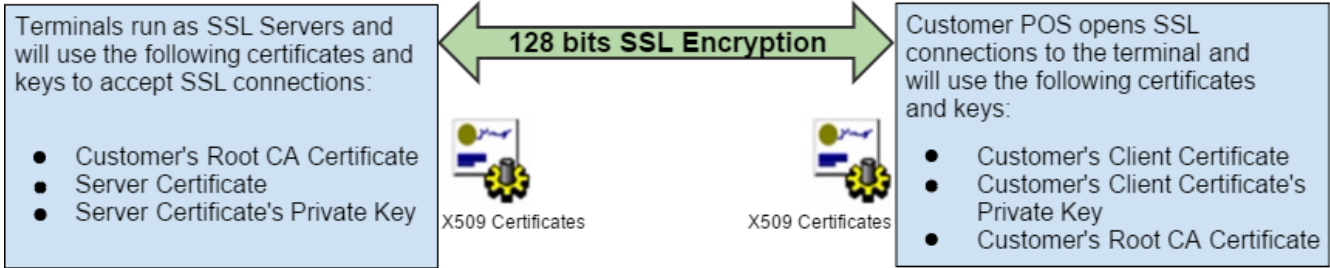 Terminals run as SSL Servers and
will use the following certificates and
keys to accept SSL connections:
● Customer's Root CA Certificate
● Server Certificate
● Server Certificate's Private Key
128 bits SSL Encryption
X509 Certificates
X509 Certificates
Customer POS opens SSL
connections to the terminal and
will use the following certificates
and keys:
● Customer's Client Certificate
● Customer's Client Certificate's
Private Key
● Customer's Root CA Certificate